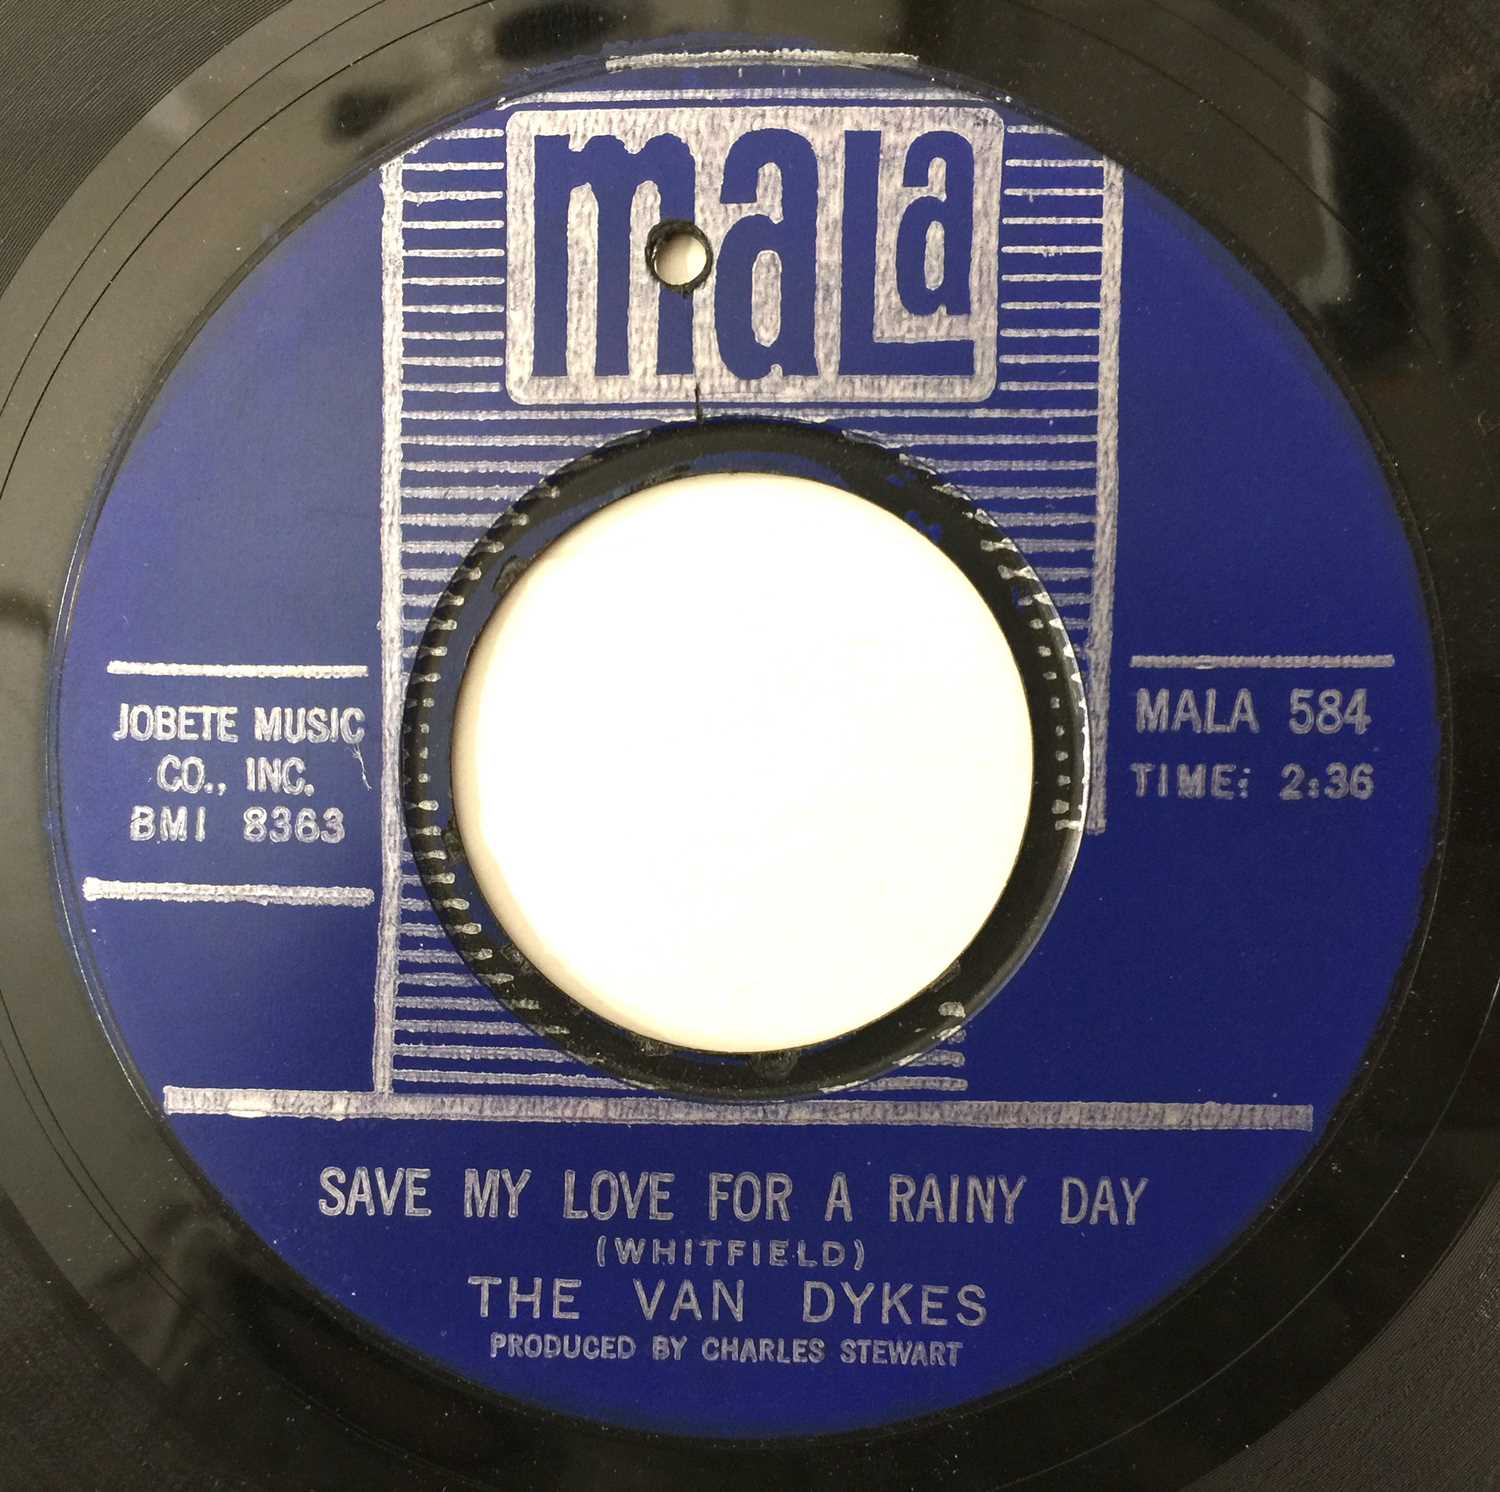 maLa
JOBETE MUSIC
CO., INC.
BMI 8363
MALA 584
TIME: 2:36
SAVE MY LOVE FOR A RAINY DAY
(WHITFIELD)
THE VAN DYKES
PRODUCED BY CHARLES STEWART